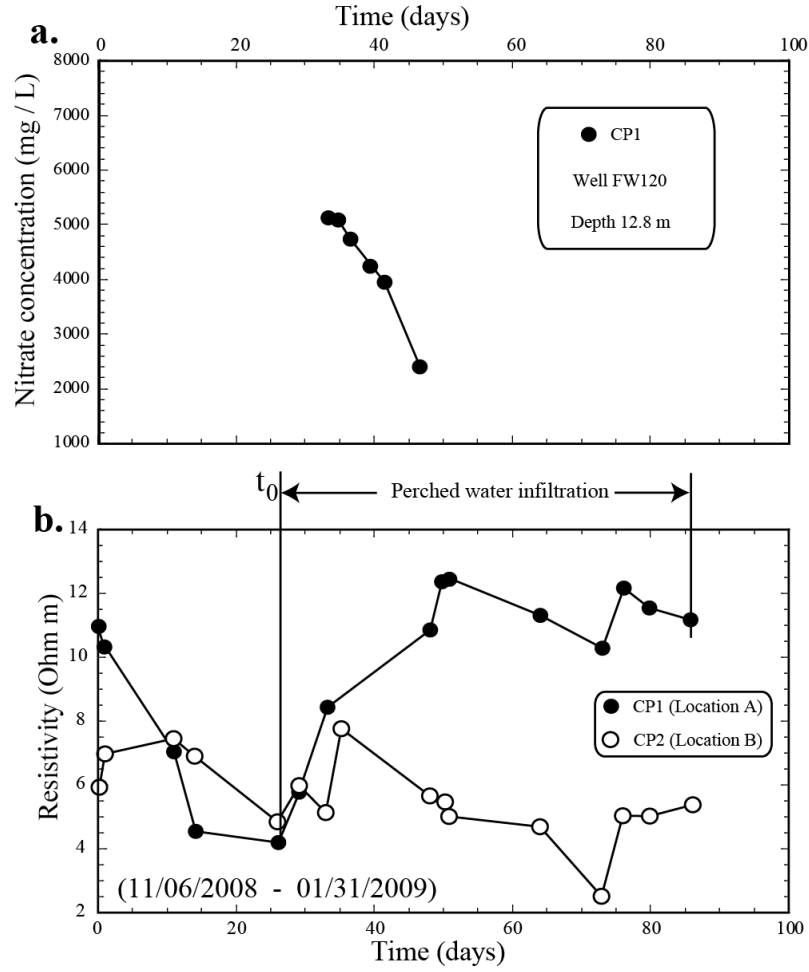 Time (days)
a.
0 20 40 60 80 100
8000
7000
6000
5000
4000
3000
2000
1000
Nitrate concentration (mg / L)
CP1
Well FW120
Depth 12.8 m
t0
Perched water infiltration
b.
14
12
10
8
6
4
2
Resistivity (Ohm m)
CP1 (Location A)
CP2 (Location B)
(11/06/2008 - 01/31/2009)
0 20 40 60 80 100
Time (days)